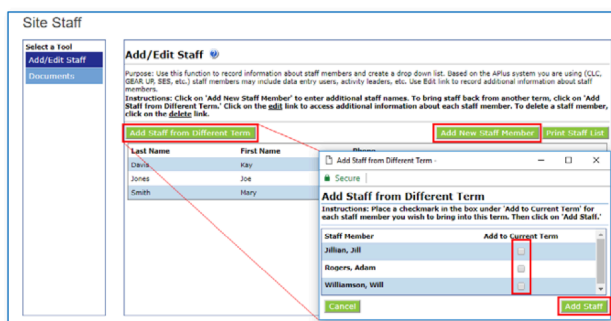 Site Staff
Select a Tool
Add/Edit Staff
Documents
Add/Edit Staff
Purpose: Use this function to record information about staff members and create a drop down list. Based on the APlus system you are using (CLC,
GEAR UP, SES, etc.) staff members may include data entry users, activity leaders, etc. Use Edit link to record additional information about staff
members.
Instructions: Click on 'Add New Staff Member' to enter additional staff names. To bring staff back from another term, click on 'Add
Staff from Different Term.' Click on the edit link to access additional information about each staff member. To delete a staff member,
click on the delete link.
Add Staff from Different Term Add New Staff Member Print Staff List
Last Name First Name Phone
Davis Kay
Jones Joe
Smith Mary
Add Staff from Different Term -
Secure
Add Staff from Different Term
Instructions: Place a checkmark in the box under 'Add to Current Term' for
each staff member you wish to bring into this term. Then click on 'Add Staff.'
Staff Member Add to Current Term
Jillian, Jill
Rogers, Adam
Williamson, Will
Cancel Add Staff